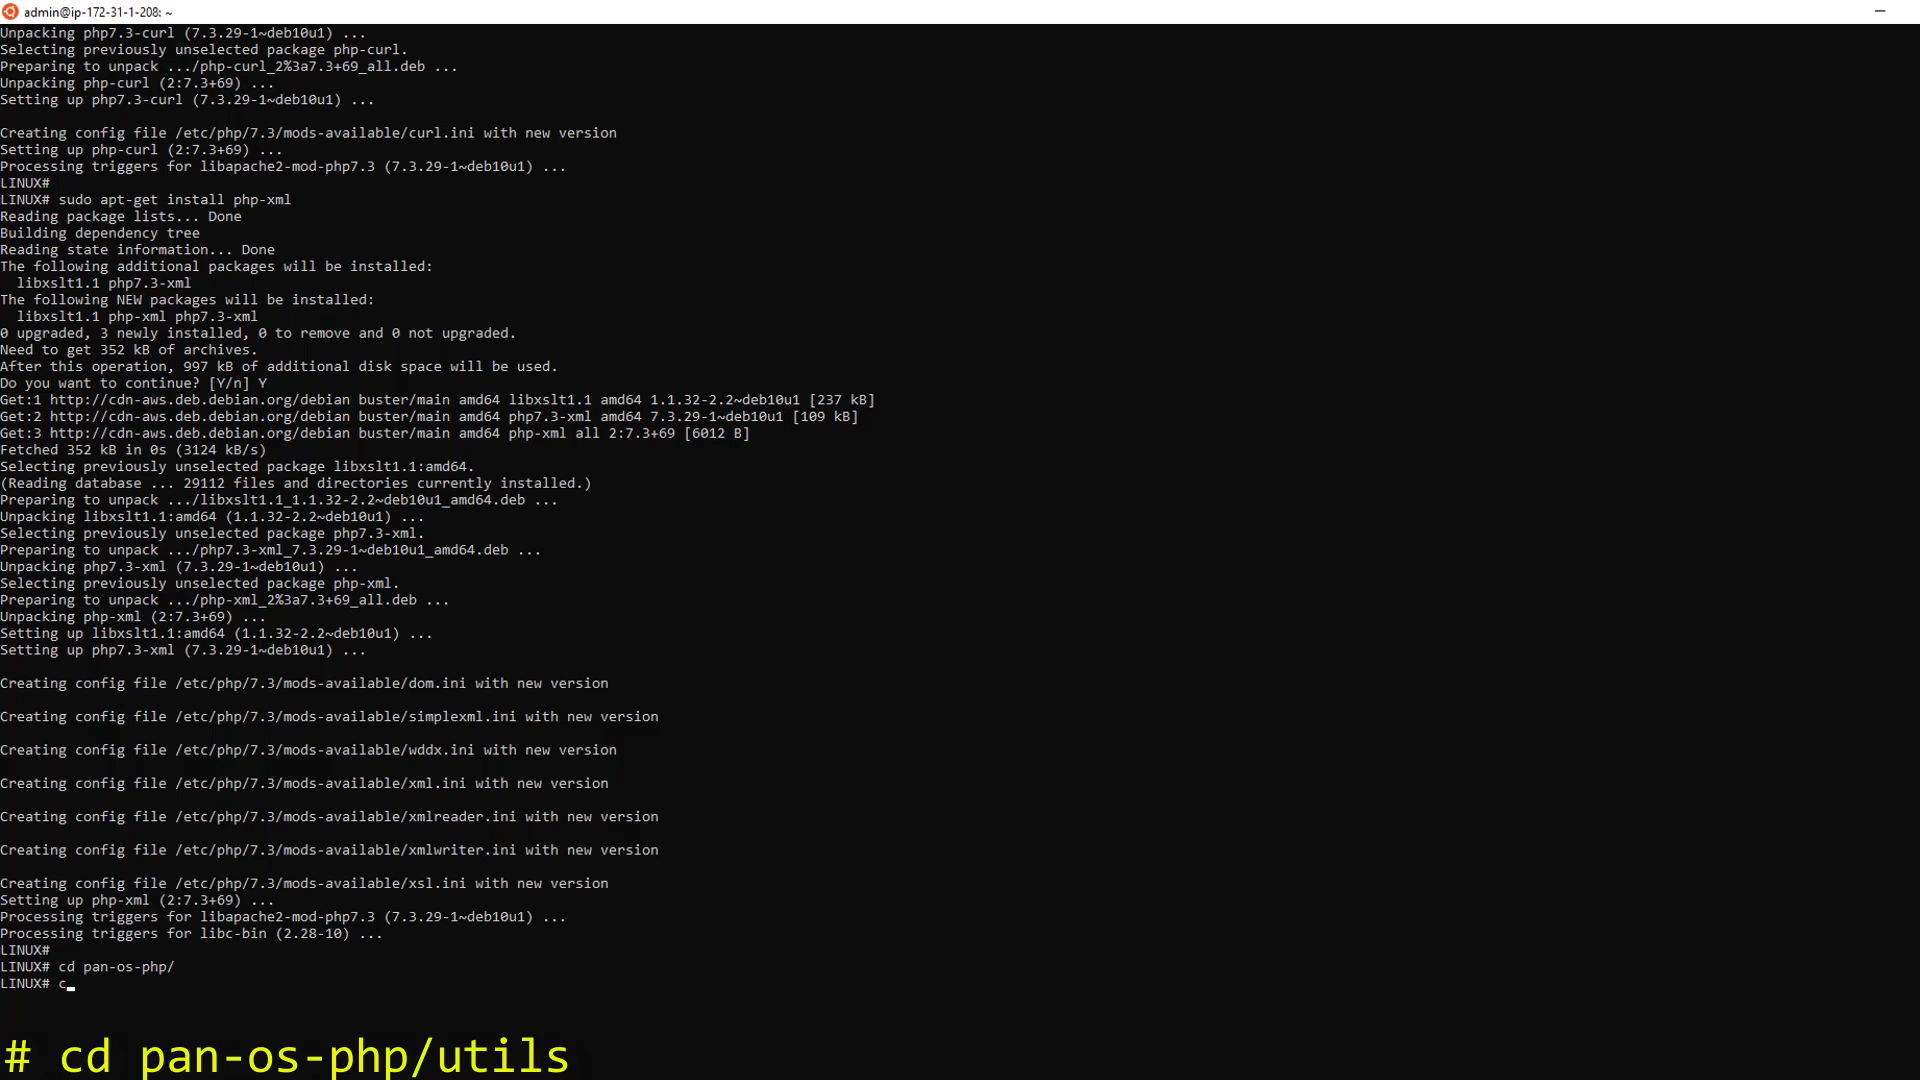 admin@ip-172-31-1-208: ~
Unpacking php7.3-curl (7.3.29-1~deb10u1) ...
Selecting previously unselected package php-curl.
Preparing to unpack .../php-curl_2%3a7.3+69_all.deb ...
Unpacking php-curl (2:7.3+69) ...
Setting up php7.3-curl (7.3.29-1~deb10u1) ...
Creating config file /etc/php/7.3/mods-available/curl.ini with new version
Setting up php-curl (2:7.3+69) ...
Processing triggers for libapache2-mod-php7.3 (7.3.29-1~deb10u1) ...
LINUX#
LINUX# sudo apt-get install php-xml
Reading package lists... Done
Building dependency tree
Reading state information... Done
The following additional packages will be installed:
  libxslt1.1 php7.3-xml
The following NEW packages will be installed:
  libxslt1.1 php-xml php7.3-xml
0 upgraded, 3 newly installed, 0 to remove and 0 not upgraded.
Need to get 352 kB of archives.
After this operation, 997 kB of additional disk space will be used.
Do you want to continue? [Y/n] Y
Get:1 http://cdn-aws.deb.debian.org/debian buster/main amd64 libxslt1.1 amd64 1.1.32-2.2~deb10u1 [237 kB]
Get:2 http://cdn-aws.deb.debian.org/debian buster/main amd64 php7.3-xml amd64 7.3.29-1~deb10u1 [109 kB]
Get:3 http://cdn-aws.deb.debian.org/debian buster/main amd64 php-xml all 2:7.3+69 [6012 B]
Fetched 352 kB in 0s (3124 kB/s)
Selecting previously unselected package libxslt1.1:amd64.
(Reading database ... 29112 files and directories currently installed.)
Preparing to unpack .../libxslt1.1_1.1.32-2.2~deb10u1_amd64.deb ...
Unpacking libxslt1.1:amd64 (1.1.32-2.2~deb10u1) ...
Selecting previously unselected package php7.3-xml.
Preparing to unpack .../php7.3-xml_7.3.29-1~deb10u1_amd64.deb ...
Unpacking php7.3-xml (7.3.29-1~deb10u1) ...
Selecting previously unselected package php-xml.
Preparing to unpack .../php-xml_2%3a7.3+69_all.deb ...
Unpacking php-xml (2:7.3+69) ...
Setting up libxslt1.1:amd64 (1.1.32-2.2~deb10u1) ...
Setting up php7.3-xml (7.3.29-1~deb10u1) ...
Creating config file /etc/php/7.3/mods-available/dom.ini with new version
Creating config file /etc/php/7.3/mods-available/simplexml.ini with new version
Creating config file /etc/php/7.3/mods-available/wddx.ini with new version
Creating config file /etc/php/7.3/mods-available/xml.ini with new version
Creating config file /etc/php/7.3/mods-available/xmlreader.ini with new version
Creating config file /etc/php/7.3/mods-available/xmlwriter.ini with new version
Creating config file /etc/php/7.3/mods-available/xsl.ini with new version
Setting up php-xml (2:7.3+69) ...
Processing triggers for libapache2-mod-php7.3 (7.3.29-1~deb10u1) ...
Processing triggers for libc-bin (2.28-10) ...
LINUX#
LINUX# cd pan-os-php/
LINUX# c
# cd pan-os-php/utils